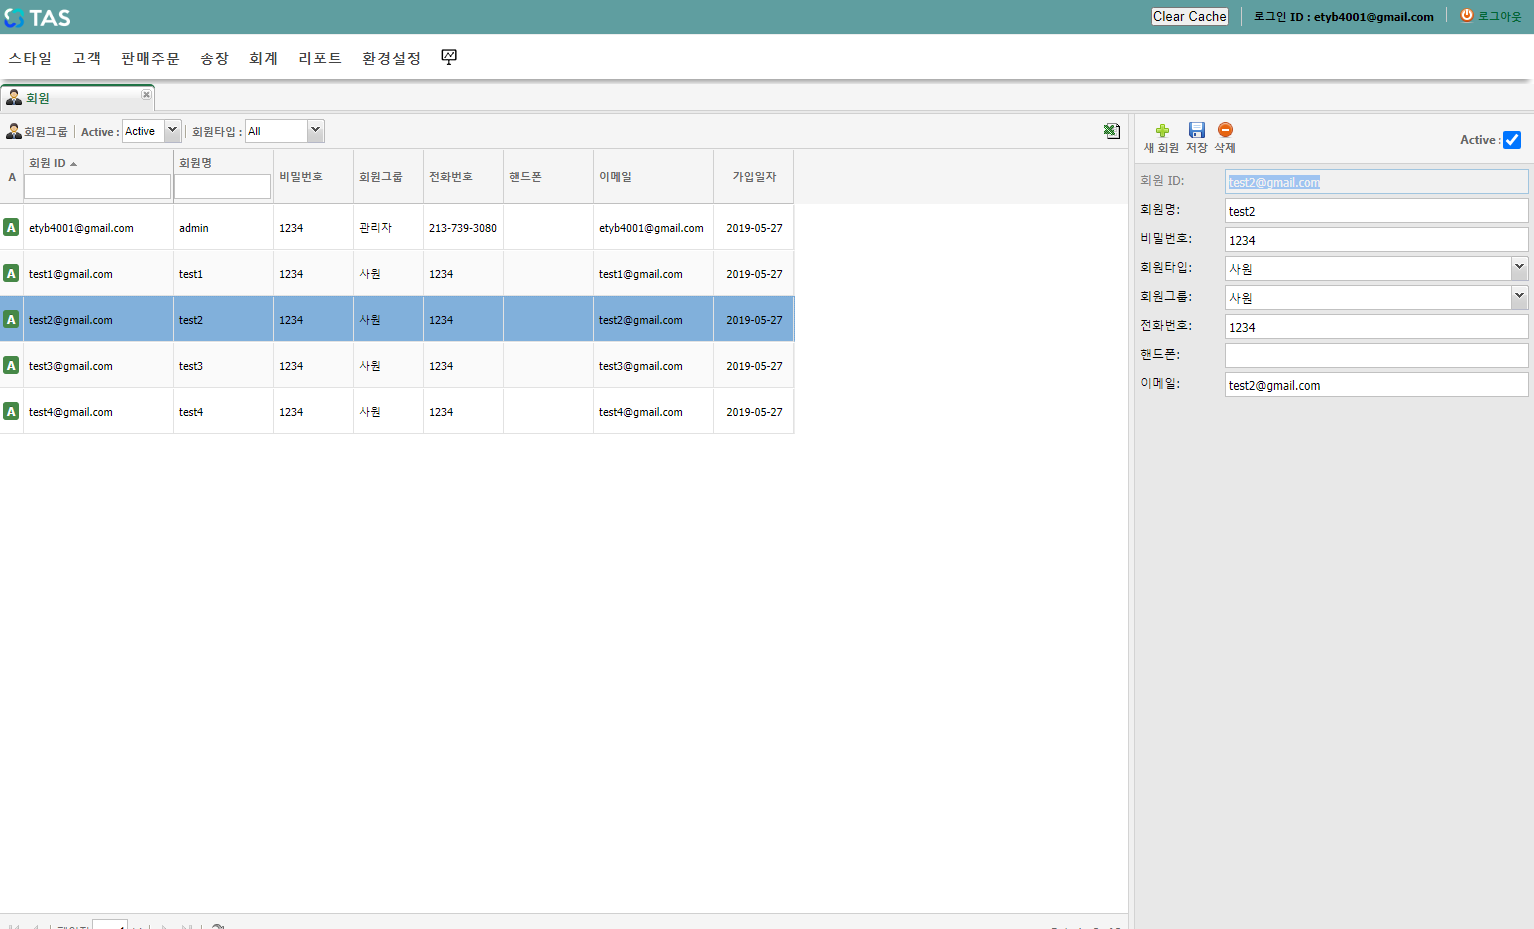 TAS
Clear Cache 로그인 ID : etyb4001@gmail.com 로그아웃
스타일 고객 판매주문 송장 회계 리포트 환경설정
회원
회원그룹 Active : Active 회원타입 : All
A 회원 ID 회원명 비밀번호 회원그룹 전화번호 핸드폰 이메일 가입일자
A etyb4001@gmail.com admin 1234 관리자 213-739-3080 etyb4001@gmail.com 2019-05-27
A test1@gmail.com test1 1234 사원 1234 test1@gmail.com 2019-05-27
A test2@gmail.com test2 1234 사원 1234 test2@gmail.com 2019-05-27
A test3@gmail.com test3 1234 사원 1234 test3@gmail.com 2019-05-27
A test4@gmail.com test4 1234 사원 1234 test4@gmail.com 2019-05-27
새 회원 저장 삭제 Active :
회원 ID: test2@gmail.com
회원명: test2
비밀번호: 1234
회원타입: 사원
회원그룹: 사원
전화번호: 1234
핸드폰:
이메일: test2@gmail.com